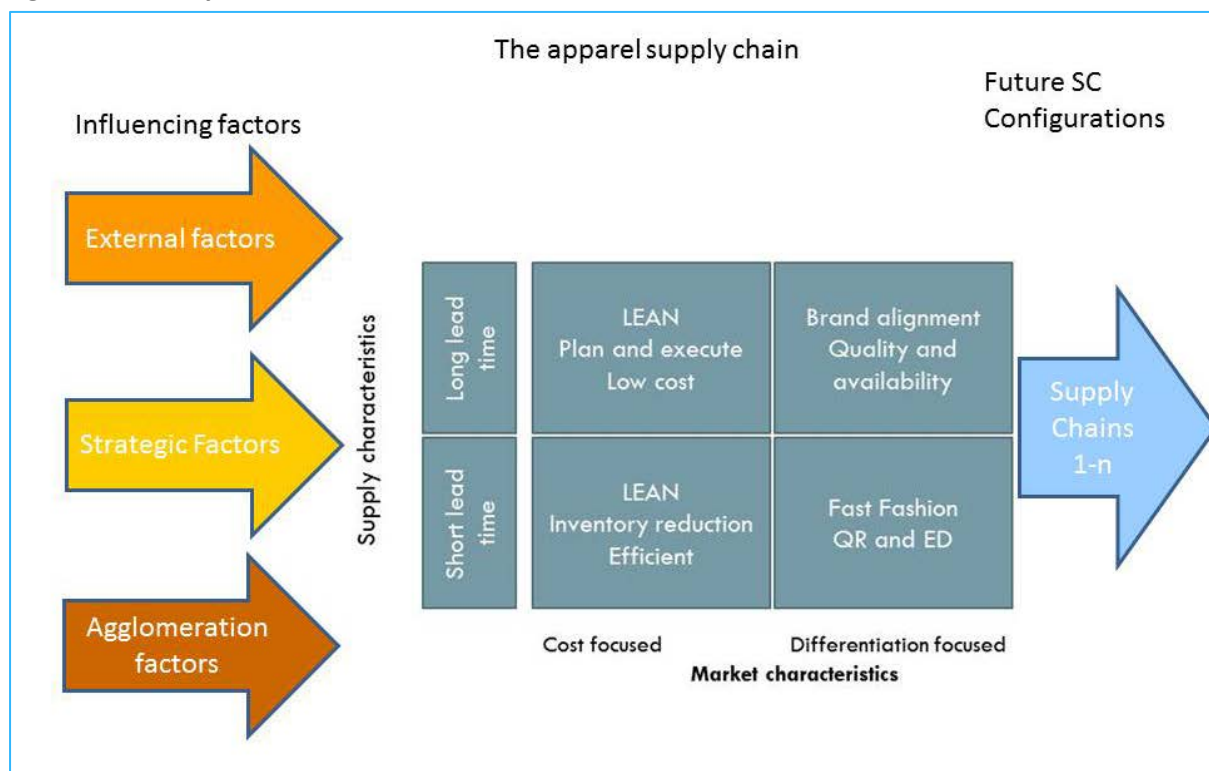 The apparel supply chain
Future SC
Configurations
Influencing factors
External factors
Strategic Factors
Agglomeration
factors
Supply characteristics
Long lead
time
LEAN
Plan and execute
Low cost
Brand alignment
Quality and
availability
Short lead
time
LEAN
Inventory reduction
Efficient
Fast Fashion
QR and ED
Cost focused
Differentiation focused
Market characteristics
Supply
Chains
1-n